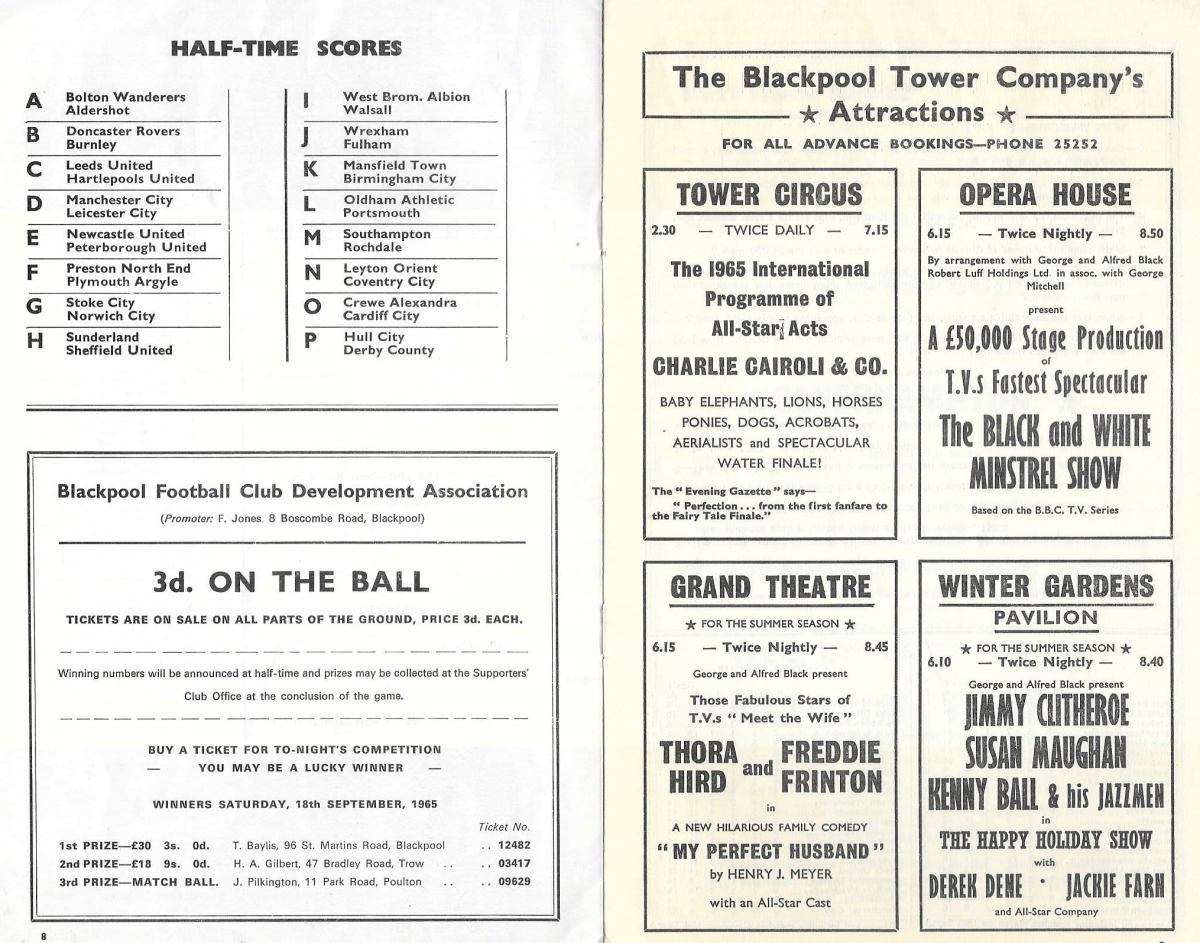 HALF-TIME SCORES
A Bolton Wanderers
Aldershot
B Doncaster Rovers
Burnley
C Leeds United
Hartlepools United
D Manchester City
Leicester City
E Newcastle United
Peterborough United
F Preston North End
Plymouth Argyle
G Stoke City
Norwich City
H Sunderland
Sheffield United
I West Brom. Albion
Walsall
J Wrexham
Fulham
K Mansfield Town
Birmingham City
L Oldham Athletic
Portsmouth
M Southampton
Rochdale
N Leyton Orient
Coventry City
O Crewe Alexandra
Cardiff City
P Hull City
Derby County
Blackpool Football Club Development Association
(Promoter: F. Jones. 8 Boscombe Road, Blackpool)
3d. ON THE BALL
TICKETS ARE ON SALE ON ALL PARTS OF THE GROUND, PRICE 3d. EACH.
Winning numbers will be announced at half-time and prizes may be collected at the Supporters'
Club Office at the conclusion of the game.
BUY A TICKET FOR TO-NIGHT'S COMPETITION
— YOU MAY BE A LUCKY WINNER —
WINNERS SATURDAY, 18th SEPTEMBER, 1965
Ticket No.
1st PRIZE—£30 3s. 0d. T. Baylis, 96 St. Martins Road, Blackpool .. 12482
2nd PRIZE—£18 9s. 0d. H. A. Gilbert, 47 Bradley Road, Trow .. .. 03417
3rd PRIZE—MATCH BALL. J. Pilkington, 11 Park Road, Poulton .. .. 09629
8
The Blackpool Tower Company's
★ Attractions ★
FOR ALL ADVANCE BOOKINGS—PHONE 25252
TOWER CIRCUS
2.30 — TWICE DAILY — 7.15
The 1965 International
Programme of
All-Star Acts
CHARLIE CAIROLI & CO.
BABY ELEPHANTS, LIONS, HORSES
PONIES, DOGS, ACROBATS,
AERIALISTS and SPECTACULAR
WATER FINALE!
The "Evening Gazette" says—
"Perfection ... from the first fanfare to
the Fairy Tale Finale."
OPERA HOUSE
6.15 — Twice Nightly — 8.50
By arrangement with George and Alfred Black
Robert Luff Holdings Ltd. in assoc. with George
Mitchell
present
A £50,000 Stage Production
of
T.V.s Fastest Spectacular
The BLACK and WHITE
MINSTREL SHOW
Based on the B.B.C. T.V. Series
GRAND THEATRE
★ FOR THE SUMMER SEASON ★
6.15 — Twice Nightly — 8.45
George and Alfred Black present
Those Fabulous Stars of
T.V.s "Meet the Wife"
THORA HIRD and FREDDIE FRINTON
in
A NEW HILARIOUS FAMILY COMEDY
"MY PERFECT HUSBAND"
by HENRY J. MEYER
with an All-Star Cast
WINTER GARDENS
PAVILION
★ FOR THE SUMMER SEASON ★
6.10 — Twice Nightly — 8.40
George and Alfred Black present
JIMMY CLITHEROE
SUSAN MAUGHAN
KENNY BALL & his JAZZMEN
in
THE HAPPY HOLIDAY SHOW
with
DEREK DENE · JACKIE FARN
and All-Star Company